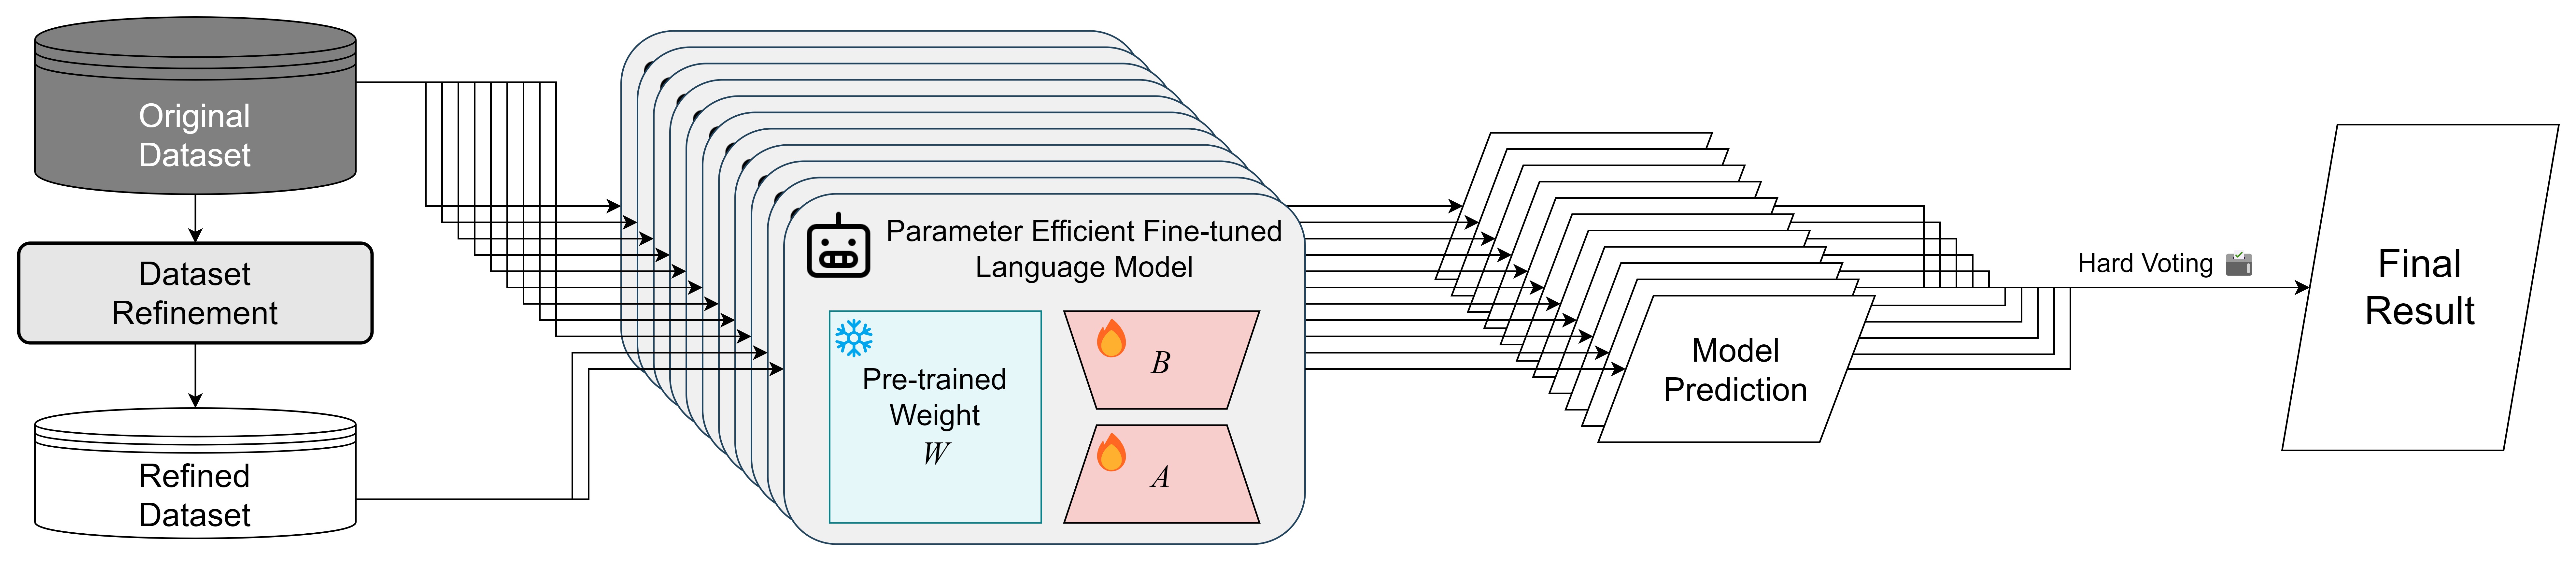 Original
Dataset
Dataset
Refinement
Refined
Dataset
Parameter Efficient Fine-tuned
Language Model
Pre-trained
Weight
W
B
A
Model
Prediction
Hard Voting
Final
Result